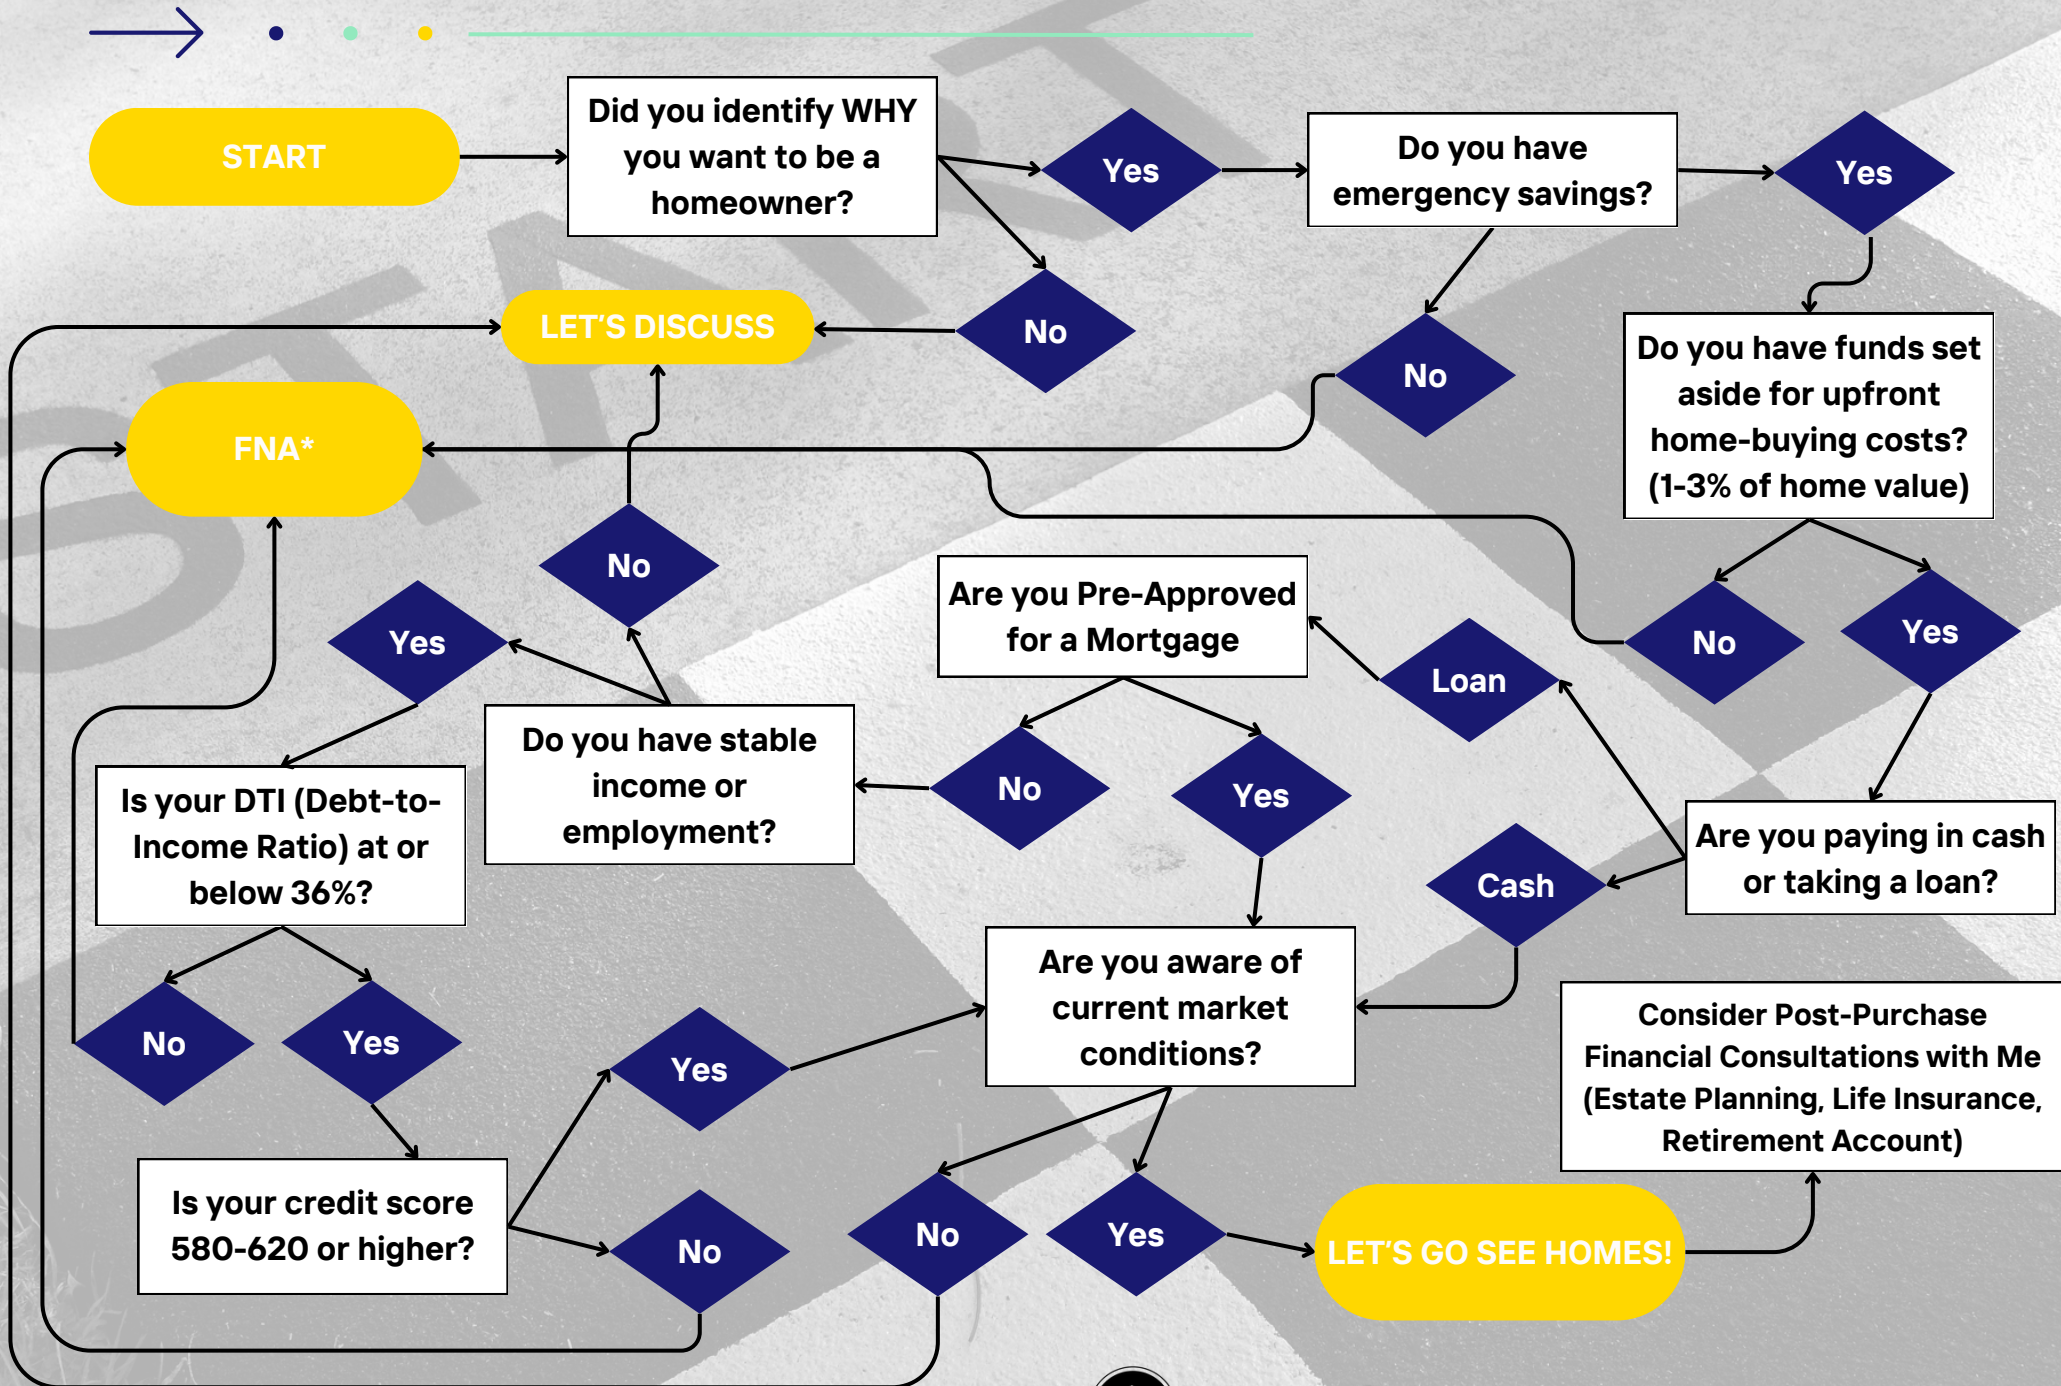 START
Did you identify WHY
you want to be a
homeowner?
Yes
Do you have
emergency savings?
Yes
No
LET'S DISCUSS
No
Do you have funds set
aside for upfront
home-buying costs?
(1-3% of home value)
FNA*
No
Yes
Are you Pre-Approved
for a Mortgage
Loan
No
Yes
Do you have stable
income or
employment?
No
Yes
Is your DTI (Debt-to-
Income Ratio) at or
below 36%?
Cash
Are you paying in cash
or taking a loan?
Are you aware of
current market
conditions?
No
Yes
Yes
Consider Post-Purchase
Financial Consultations with Me
(Estate Planning, Life Insurance,
Retirement Account)
Is your credit score
580-620 or higher?
No
No
Yes
LET'S GO SEE HOMES!
START